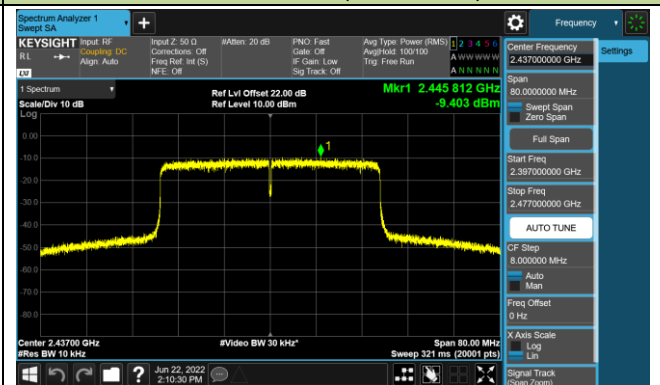 Spectrum Analyzer 1
Swept SA
Frequency
KEYSIGHT
RL
LXI
Input: RF
Coupling: DC
Align: Auto
Input Z: 50 Ω
Corrections: Off
Freq Ref: Int (S)
NFE: Off
#Atten: 20 dB
PNO: Fast
Gate: Off
IF Gain: Low
Sig Track: Off
Avg Type: Power (RMS)
Avg|Hold: 100/100
Trig: Free Run
1 2 3 4 5 6
A W W W W W
A N N N N N
Center Frequency
2.437000000 GHz
Settings
Span
80.0000000 MHz
Swept Span
Zero Span
Full Span
Start Freq
2.397000000 GHz
Stop Freq
2.477000000 GHz
AUTO TUNE
CF Step
8.000000 MHz
Auto
Man
Freq Offset
0 Hz
X Axis Scale
Log
Lin
Signal Track
(Span Zoom)
1 Spectrum
Scale/Div 10 dB
Log
Ref Lvl Offset 22.00 dB
Ref Level 10.00 dBm
Mkr1 2.445 812 GHz
-9.403 dBm
1
0.00
-10.0
-20.0
-30.0
-40.0
-50.0
-60.0
-70.0
-80.0
Center 2.43700 GHz
#Res BW 10 kHz
#Video BW 30 kHz*
Span 80.00 MHz
Sweep 321 ms (20001 pts)
Jun 22, 2022
2:10:30 PM